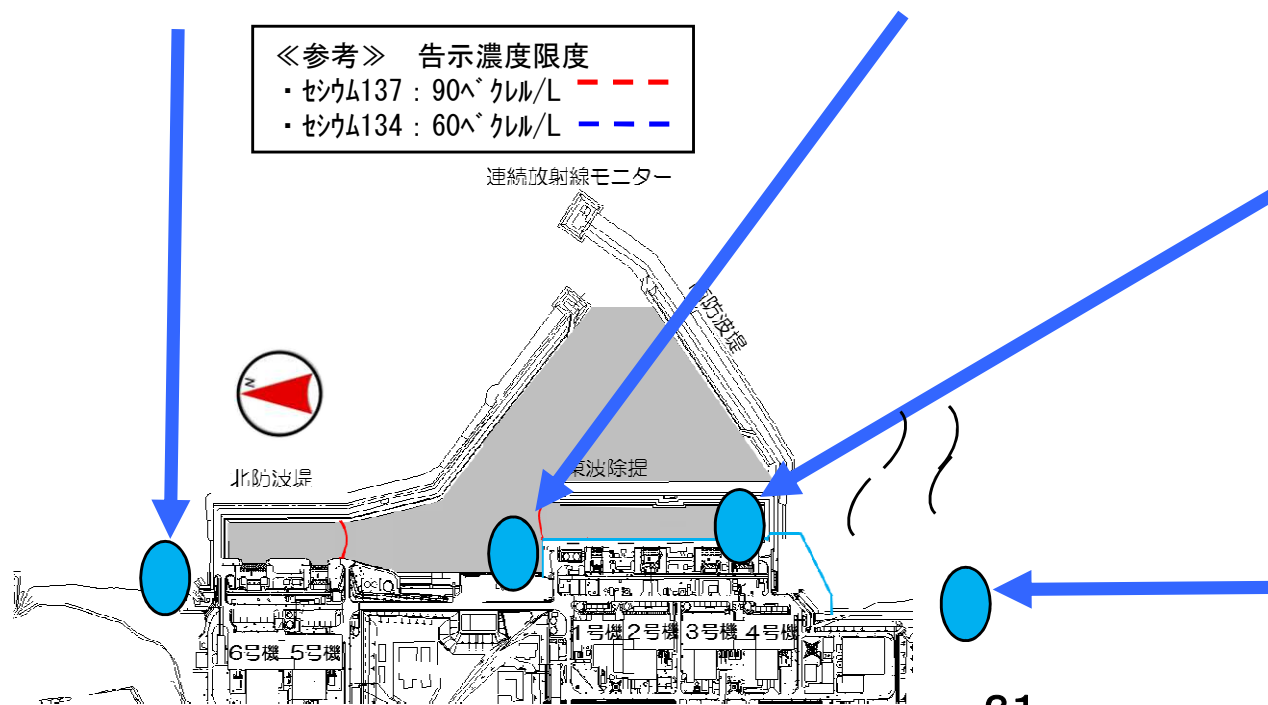 ≪参考≫ 告示濃度限度
・ｾｼｳﾑ137：90ﾍﾞｸﾚﾙ/L
・ｾｼｳﾑ134：60ﾍﾞｸﾚﾙ/L
連続放射線モニター
防波堤
N
北防波堤
東波除堤
1号機 2号機 3号機 4号機
6号機 5号機